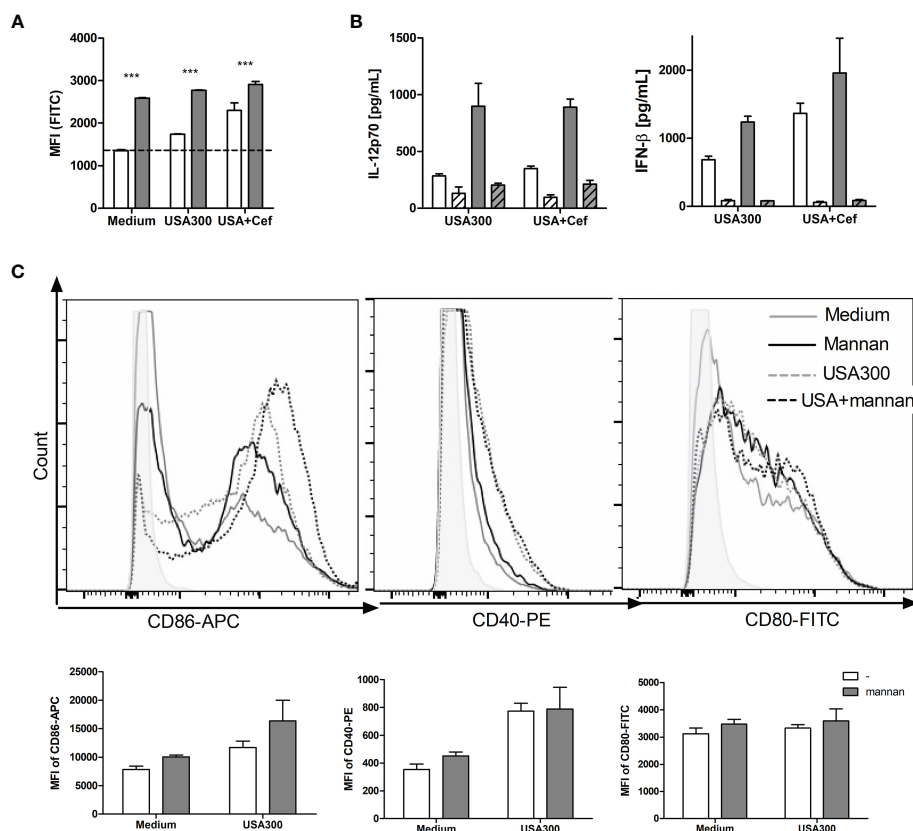 A
MFI (FITC)
4000
3000
2000
1000
0
***
***
***
Medium
USA300
USA+Cef
B
IL-12p70 [pg/mL]
1500
1000
500
0
USA300
USA+Cef
IFN-β [pg/mL]
2000
1000
0
USA300
USA+Cef
C
Count
CD86-APC
CD40-PE
CD80-FITC
Medium
Mannan
USA300
USA+mannan
MFI of CD86-APC
25000
20000
15000
10000
5000
0
Medium
USA300
MFI of CD40-PE
1000
800
600
400
200
0
Medium
USA300
MFI of CD80-FITC
5000
4000
3000
2000
1000
0
Medium
USA300
-
mannan